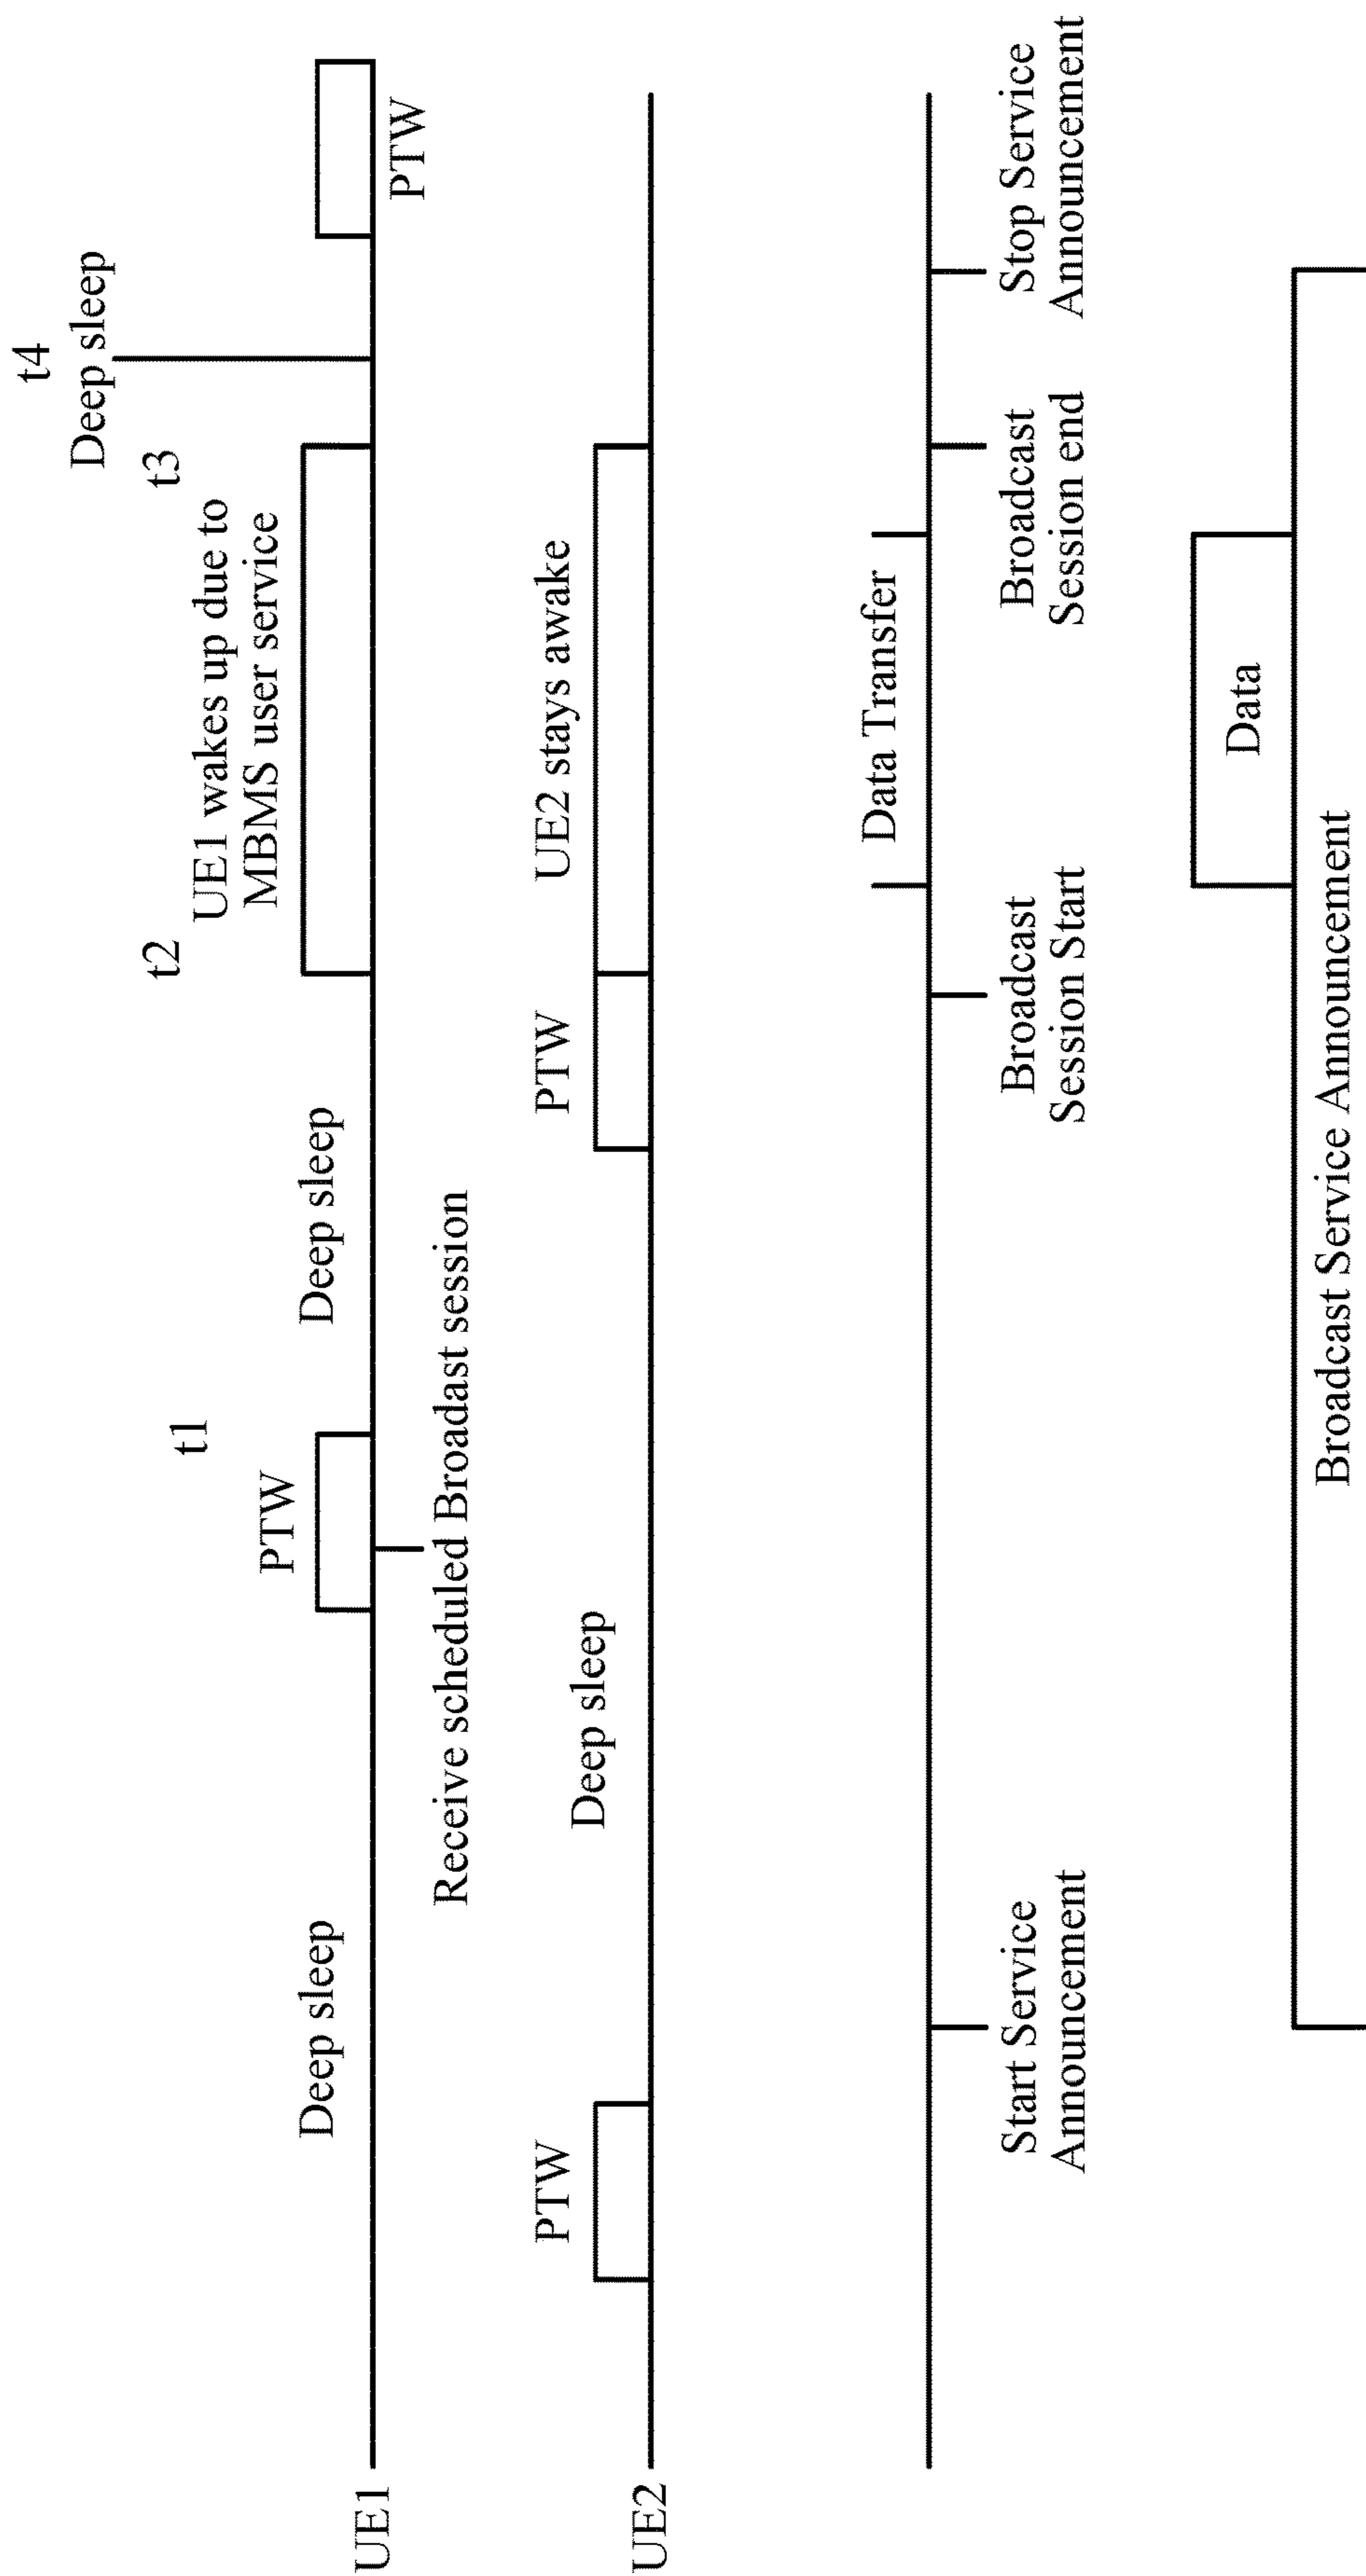 t4
Deep sleep
t1
t2
t3
UE1 wakes up due to
MBMS user service
PTW
Deep sleep
Deep sleep
UE1
PTW
Receive scheduled Broadast session
PTW
PTW
UE2 stays awake
Deep sleep
UE2
Data Transfer
Start Service
Announcement
Broadcast
Session Start
Broadcast
Session end
Stop Service
Announcement
Data
Broadcast Service Announcement